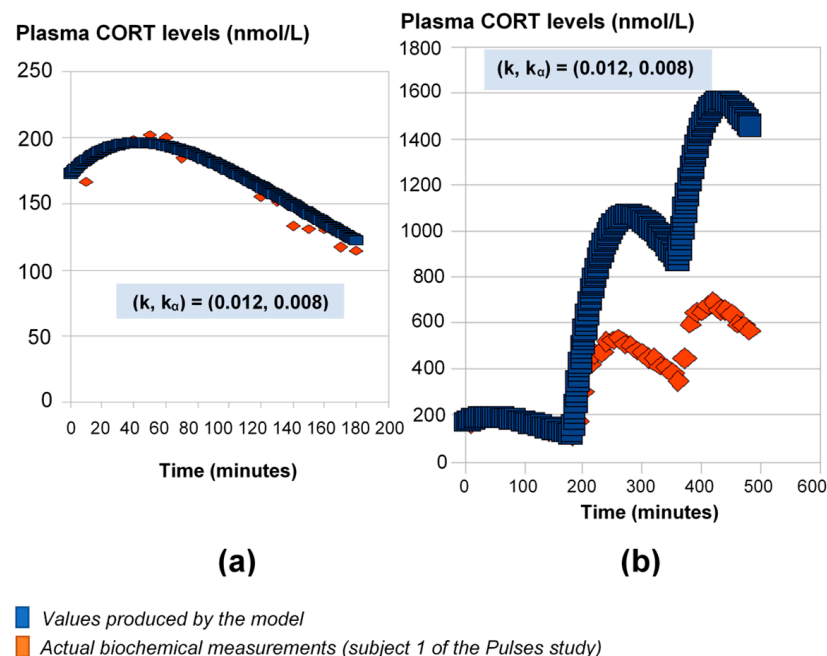 Plasma CORT levels (nmol/L)
250
200
150
100
50
0
(k, kα) = (0.012, 0.008)
0 20 40 60 80 100 120 140 160 180 200
Time (minutes)
(a)
Plasma CORT levels (nmol/L)
1800
1600
1400
1200
1000
800
600
400
200
0
(k, kα) = (0.012, 0.008)
0 100 200 300 400 500 600
Time (minutes)
(b)
Values produced by the model
Actual biochemical measurements (subject 1 of the Pulses study)